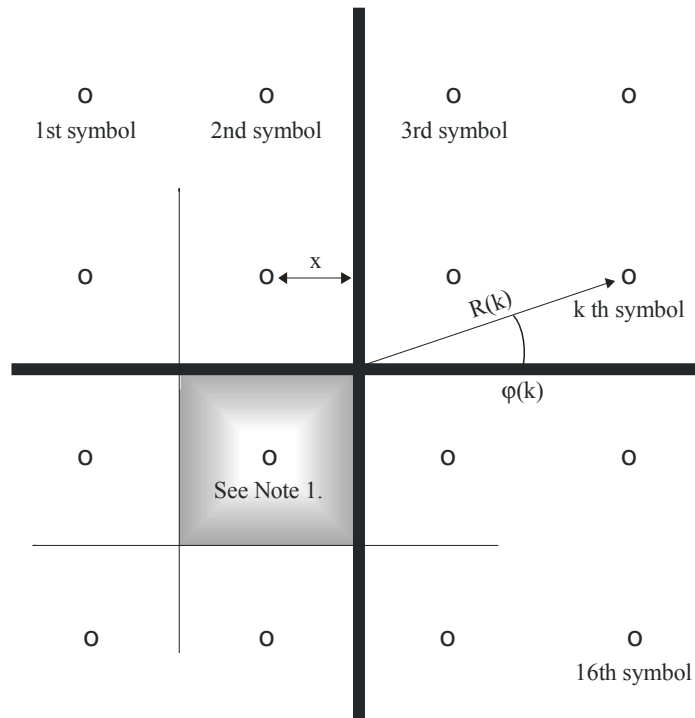 1st symbol
2nd symbol
3rd symbol
x
R(k)
k th symbol
φ(k)
See Note 1.
16th symbol